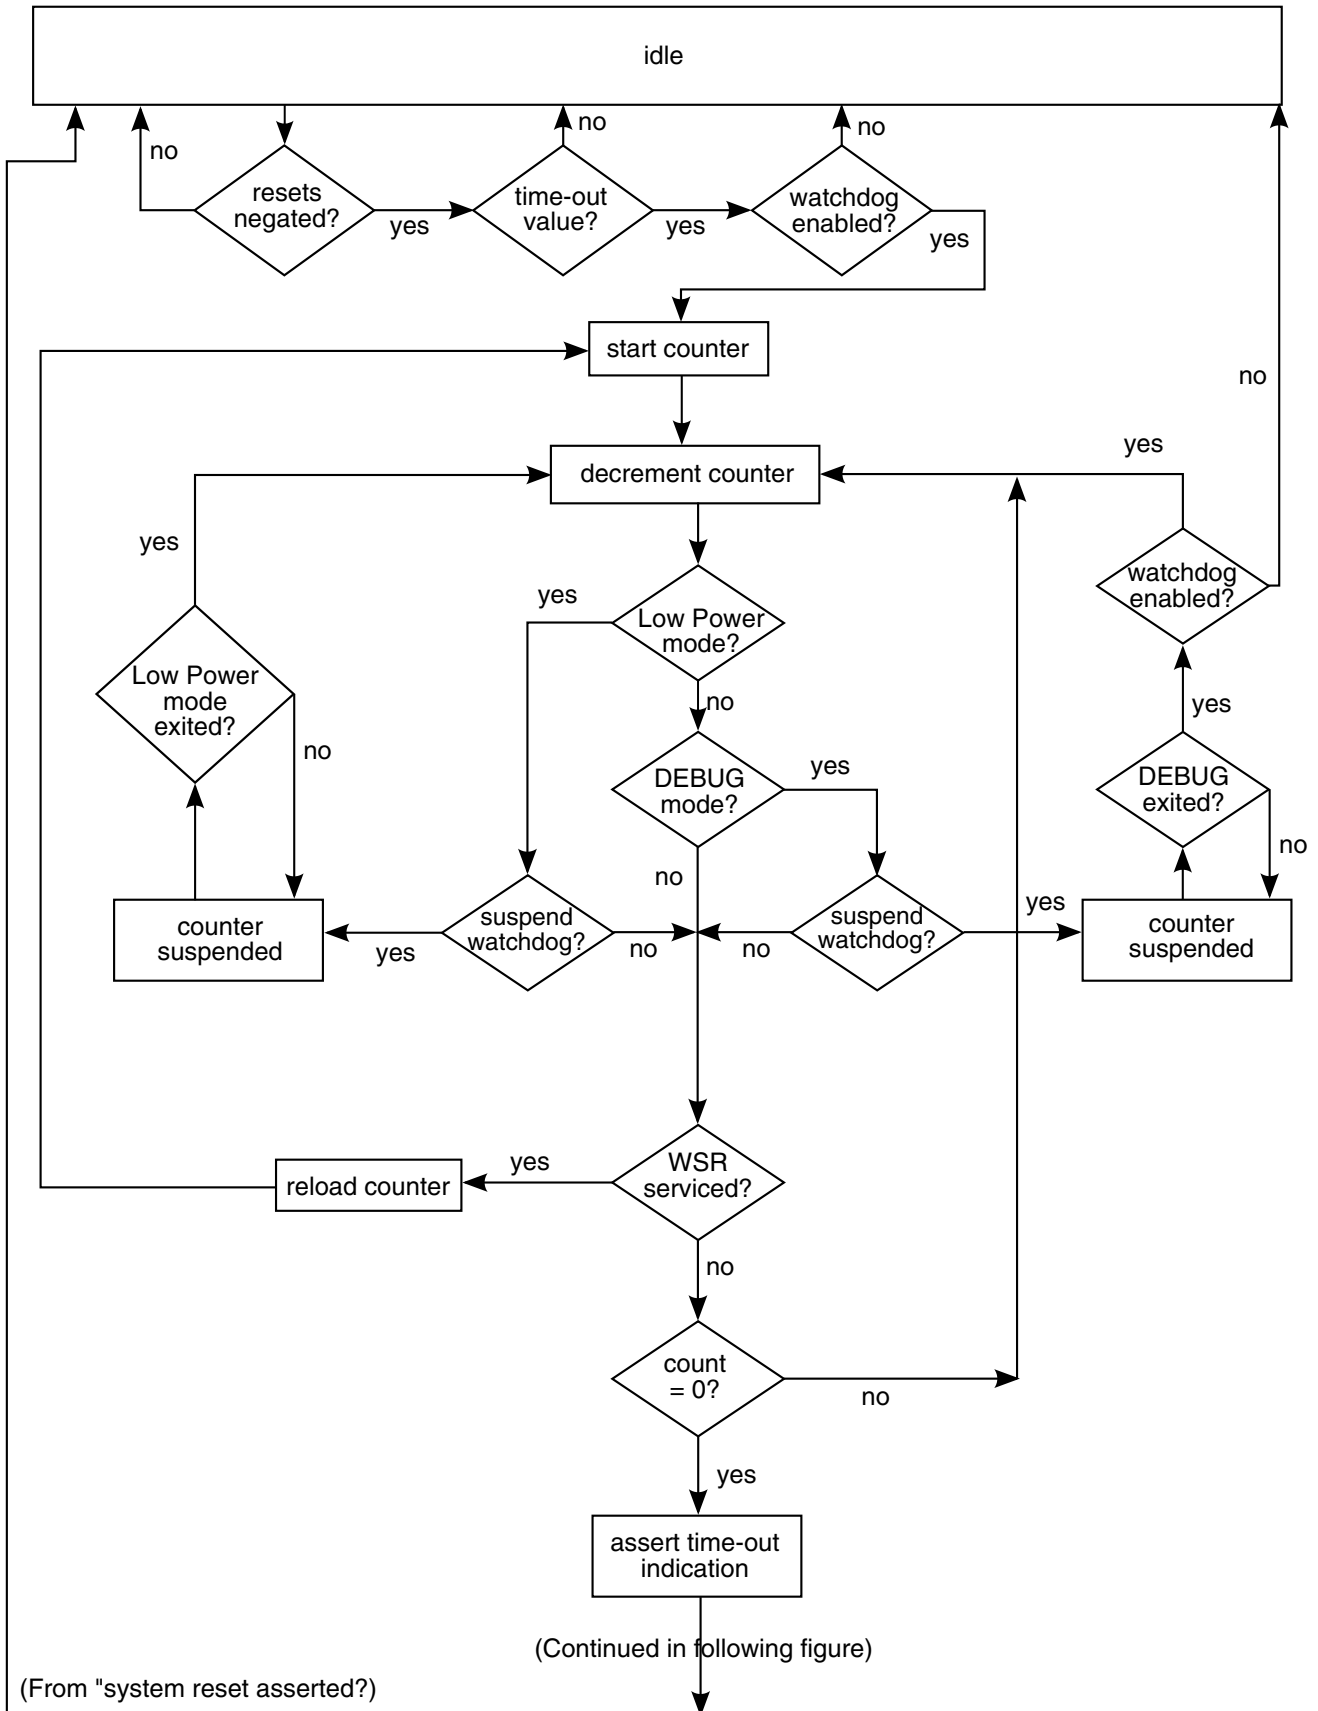 idle
no
no
no
resets
negated?
yes
time-out
value?
yes
watchdog
enabled?
yes
start counter
no
decrement counter
yes
yes
yes
Low Power
mode?
watchdog
enabled?
Low Power
mode
exited?
no
no
yes
DEBUG
mode?
yes
DEBUG
exited?
no
no
counter
suspended
yes
suspend
watchdog?
no
no
suspend
watchdog?
yes
counter
suspended
reload counter
yes
WSR
serviced?
no
count
= 0?
no
yes
assert time-out
indication
(Continued in following figure)
(From "system reset asserted?)